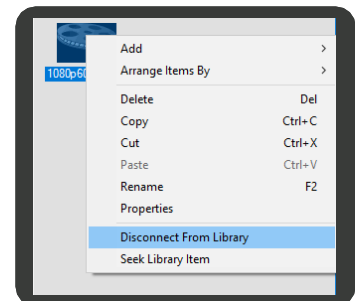 1080p60
Add
Arrange Items By
Delete Del
Copy Ctrl+C
Cut Ctrl+X
Paste Ctrl+V
Rename F2
Properties
Disconnect From Library
Seek Library Item